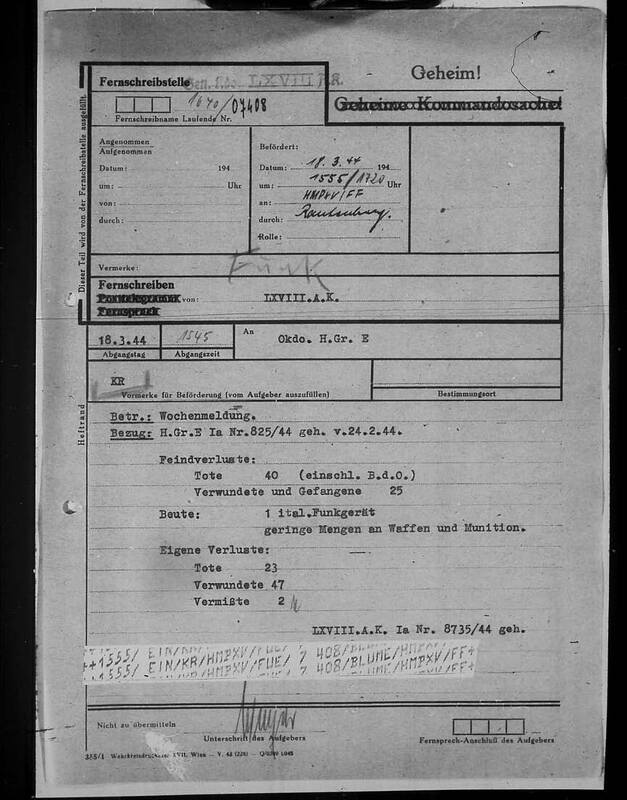 Geheim!
Fernschreibstelle Gen. Kdo. LXVIII A.K.
Geheime Kommandosache!
1640/07408
Fernschreibname Laufende Nr.
Dieser Teil wird von der Fernschreibstelle ausgefüllt.
Angenommen
Aufgenommen
Datum: 194
um: Uhr
von:
durch:
Befördert:
Datum: 18.3.44 194
um: 1555/1720 Uhr
an: HMPXV/FF
durch:
Rolle:
Vermerke: Funk
Fernschreiben
von: LXVIII.A.K.
Fernspruch
18.3.44 1545 An Okdo. H.Gr. E
Abgangstag Abgangszeit
KR
Vermerke für Beförderung (vom Aufgeber auszufüllen) Bestimmungsort
Heftrand
Betr.: Wochenmeldung.
Bezug: H.Gr.E Ia Nr.825/44 geh. v.24.2.44.
Feindverluste:
Tote 40 (einschl. B.d.O.)
Verwundete und Gefangene 25
Beute: 1 ital.Funkgerät
geringe Mengen an Waffen und Munition.
Eigene Verluste:
Tote 23
Verwundete 47
Vermißte 2
LXVIII.A.K. Ia Nr. 8735/44 geh.
++1555/ EIN/KR/HMPXV/FUE/ 7 408/BLUME/HMPXV/FF+
Nicht zu übermitteln
Unterschrift des Aufgebers
Fernsprech-Anschluß des Aufgebers